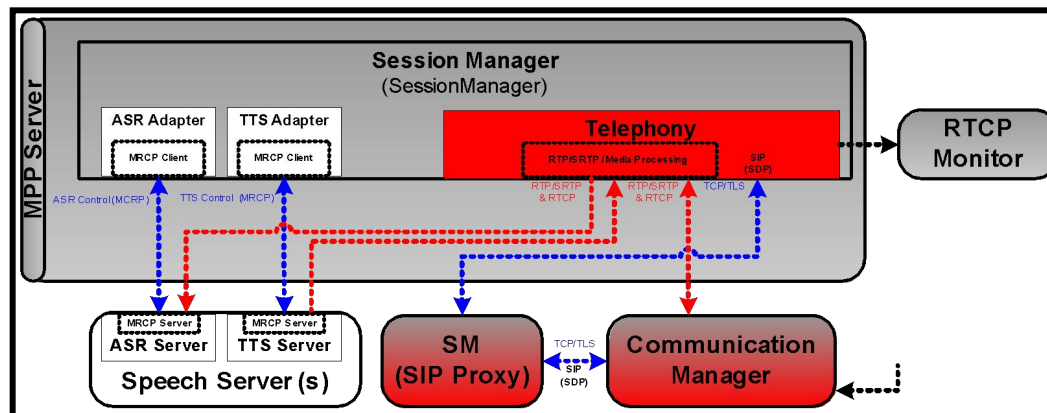 MPP Server
Session Manager
(SessionManager)
ASR Adapter
TTS Adapter
MRCP Client
MRCP Client
Telephony
RTP/SRTP / Media Processing
SIP
(SDP)
RTCP
Monitor
ASR Control(MCRP)
TTS Control (MRCP)
RTP/SRTP
& RTCP
RTP/SRTP
& RTCP
TCP/TLS
MRCP Server
MRCP Server
ASR Server
TTS Server
Speech Server (s)
SM
(SIP Proxy)
TCP/TLS
SIP
(SDP)
Communication
Manager